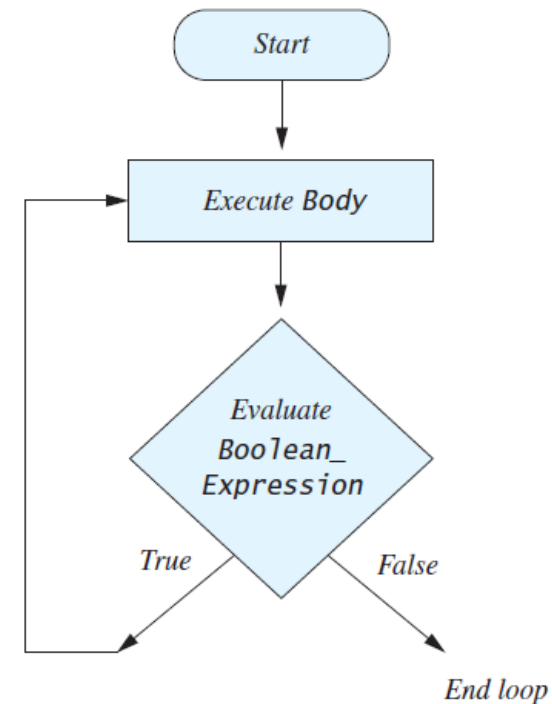 Start
Execute Body
Evaluate
Boolean_
Expression
True
False
End loop